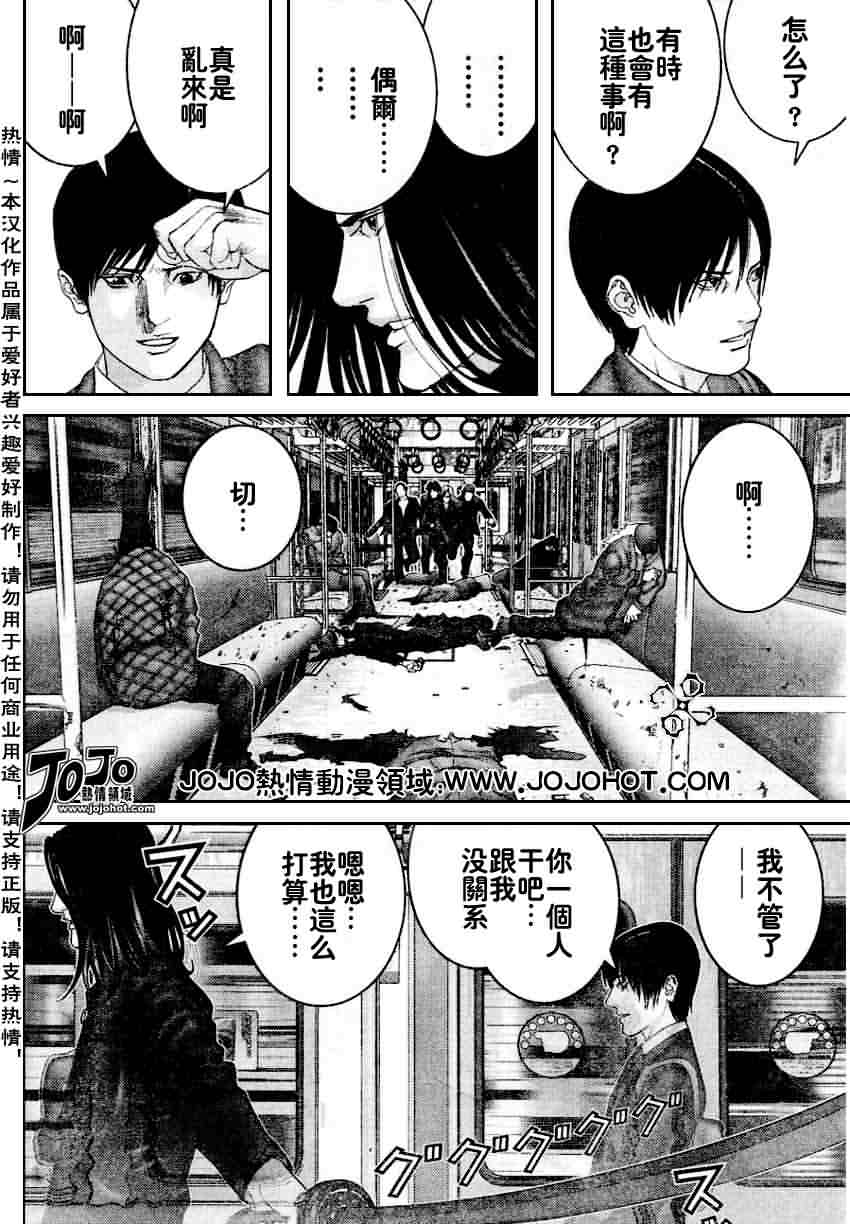 怎么了？
有時
也會有
這種事啊？
………
偶爾……
……
真是
亂來啊
啊——啊
啊……
切…
我不管了
——
你一個人
干吧…
跟我
没關系
嗯嗯…
我也這么
打算……
スッ
ググググ
JOJO
熱情領域
www.jojohot.com
JOJO熱情動漫領域,WWW.JOJOHOT.COM
热情~本汉化作品属于爱好者兴趣爱好制作！请勿用于任何商业用途！请支持正版！请支持热情！